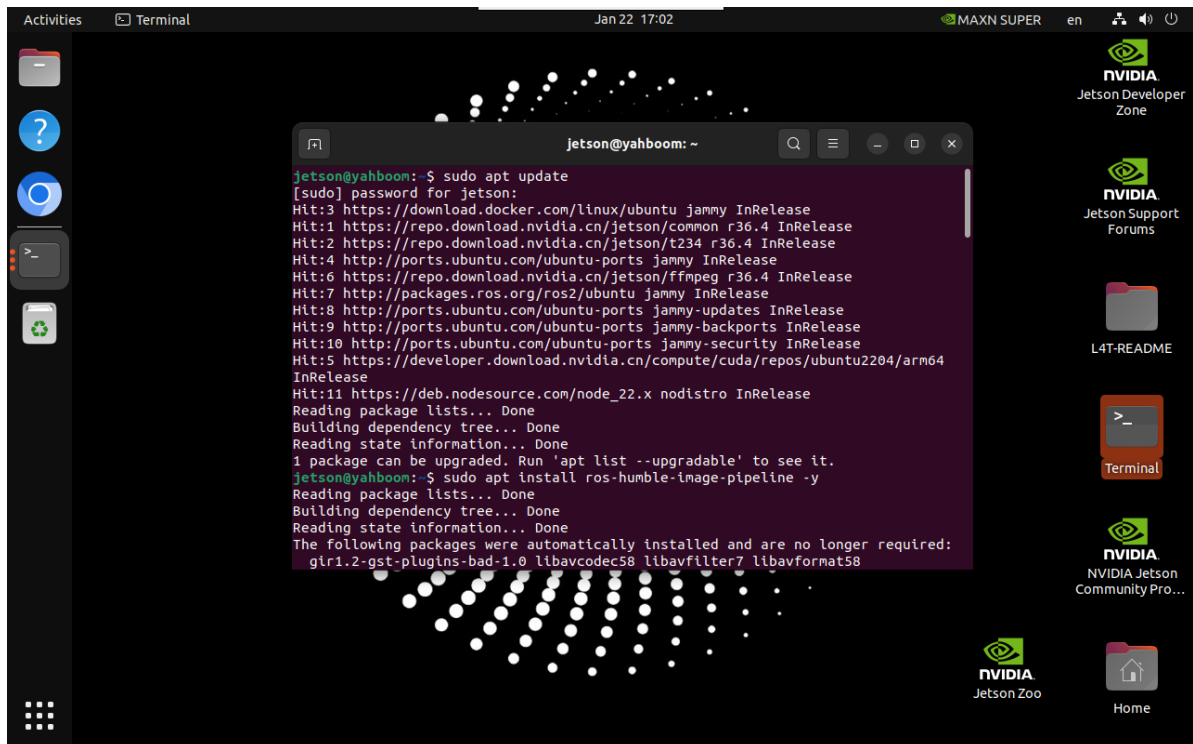 Activities
Terminal
Jan 22 17:02
MAXN SUPER
en
jetson@yahboom: ~
jetson@yahboom:~$ sudo apt update
[sudo] password for jetson:
Hit:3 https://download.docker.com/linux/ubuntu jammy InRelease
Hit:1 https://repo.download.nvidia.cn/jetson/common r36.4 InRelease
Hit:2 https://repo.download.nvidia.cn/jetson/t234 r36.4 InRelease
Hit:4 http://ports.ubuntu.com/ubuntu-ports jammy InRelease
Hit:6 https://repo.download.nvidia.cn/jetson/ffmpeg r36.4 InRelease
Hit:7 http://packages.ros.org/ros2/ubuntu jammy InRelease
Hit:8 http://ports.ubuntu.com/ubuntu-ports jammy-updates InRelease
Hit:9 http://ports.ubuntu.com/ubuntu-ports jammy-backports InRelease
Hit:10 http://ports.ubuntu.com/ubuntu-ports jammy-security InRelease
Hit:5 https://developer.download.nvidia.cn/compute/cuda/repos/ubuntu2204/arm64
InRelease
Hit:11 https://deb.nodesource.com/node_22.x nodistro InRelease
Reading package lists... Done
Building dependency tree... Done
Reading state information... Done
1 package can be upgraded. Run 'apt list --upgradable' to see it.
jetson@yahboom:~$ sudo apt install ros-humble-image-pipeline -y
Reading package lists... Done
Building dependency tree... Done
Reading state information... Done
The following packages were automatically installed and are no longer required:
gir1.2-gst-plugins-bad-1.0 libavcodec58 libavfilter7 libavformat58
NVIDIA.
Jetson Developer
Zone
NVIDIA.
Jetson Support
Forums
L4T-README
Terminal
NVIDIA.
NVIDIA Jetson
Community Pro...
NVIDIA.
Jetson Zoo
Home